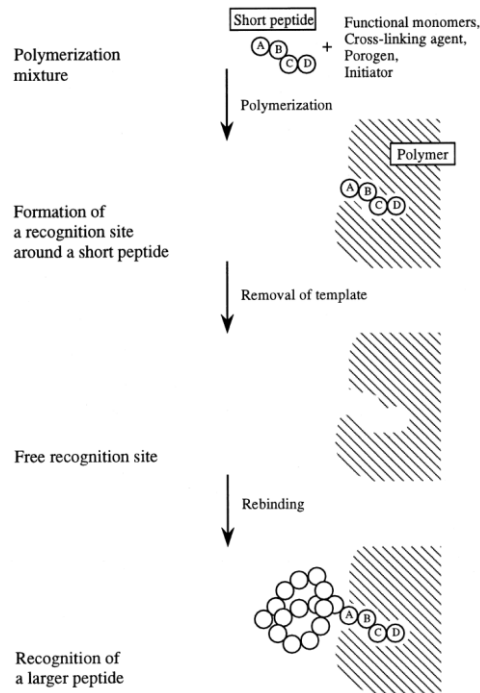 Short peptide
A
B
C
D
+
Functional monomers,
Cross-linking agent,
Porogen,
Initiator
Polymerization
mixture
Polymerization
Polymer
A
B
C
D
Formation of
a recognition site
around a short peptide
Removal of template
Free recognition site
Rebinding
A
B
C
D
Recognition of
a larger peptide